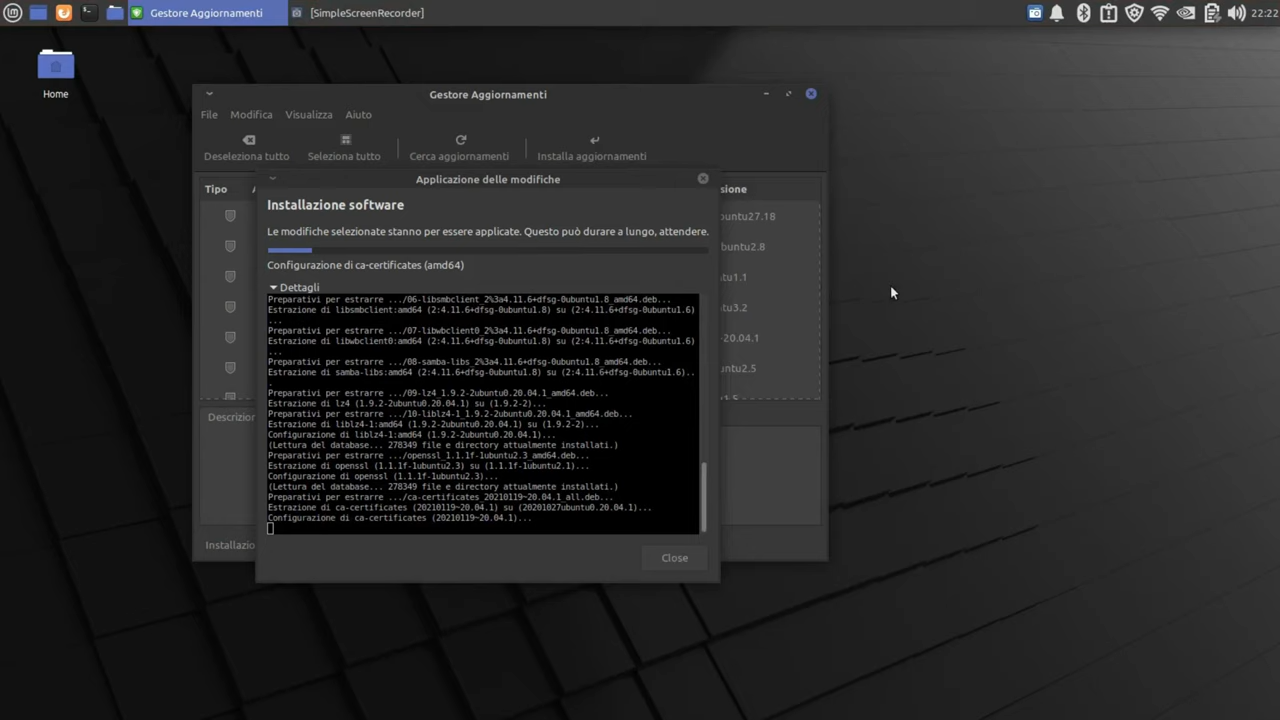 Gestore Aggiornamenti
[SimpleScreenRecorder]
22:22
Home
Gestore Aggiornamenti
File Modifica Visualizza Aiuto
Deseleziona tutto Seleziona tutto Cerca aggiornamenti Installa aggiornamenti
Tipo
Applicazione delle modifiche
Installazione software
Le modifiche selezionate stanno per essere applicate. Questo può durare a lungo, attendere.
Configurazione di ca-certificates (amd64)
Dettagli
Preparativi per estrarre .../06-libsmbclient_2%3a4.11.6+dfsg-0ubuntu1.8_amd64.deb...
Estrazione di libsmbclient:amd64 (2:4.11.6+dfsg-0ubuntu1.8) su (2:4.11.6+dfsg-0ubuntu1.6)
...
Preparativi per estrarre .../07-libwbclient0_2%3a4.11.6+dfsg-0ubuntu1.8_amd64.deb...
Estrazione di libwbclient0:amd64 (2:4.11.6+dfsg-0ubuntu1.8) su (2:4.11.6+dfsg-0ubuntu1.6)
...
Preparativi per estrarre .../08-samba-libs_2%3a4.11.6+dfsg-0ubuntu1.8_amd64.deb...
Estrazione di samba-libs:amd64 (2:4.11.6+dfsg-0ubuntu1.8) su (2:4.11.6+dfsg-0ubuntu1.6)..
.
Preparativi per estrarre .../09-lz4_1.9.2-2ubuntu0.20.04.1_amd64.deb...
Estrazione di lz4 (1.9.2-2ubuntu0.20.04.1) su (1.9.2-2)...
Preparativi per estrarre .../10-liblz4-1_1.9.2-2ubuntu0.20.04.1_amd64.deb...
Estrazione di liblz4-1:amd64 (1.9.2-2ubuntu0.20.04.1) su (1.9.2-2)...
Configurazione di liblz4-1:amd64 (1.9.2-2ubuntu0.20.04.1)...
(Lettura del database... 278349 file e directory attualmente installati.)
Preparativi per estrarre .../openssl_1.1.1f-1ubuntu2.3_amd64.deb...
Estrazione di openssl (1.1.1f-1ubuntu2.3) su (1.1.1f-1ubuntu2.1)...
Configurazione di openssl (1.1.1f-1ubuntu2.3)...
(Lettura del database... 278349 file e directory attualmente installati.)
Preparativi per estrarre .../ca-certificates_20210119~20.04.1_all.deb...
Estrazione di ca-certificates (20210119~20.04.1) su (20201027ubuntu0.20.04.1)...
Configurazione di ca-certificates (20210119~20.04.1)...
Close
sione
ubuntu27.18
ubuntu2.8
tu1.1
tu3.2
-20.04.1
untu2.5
Descrizion
Installazio